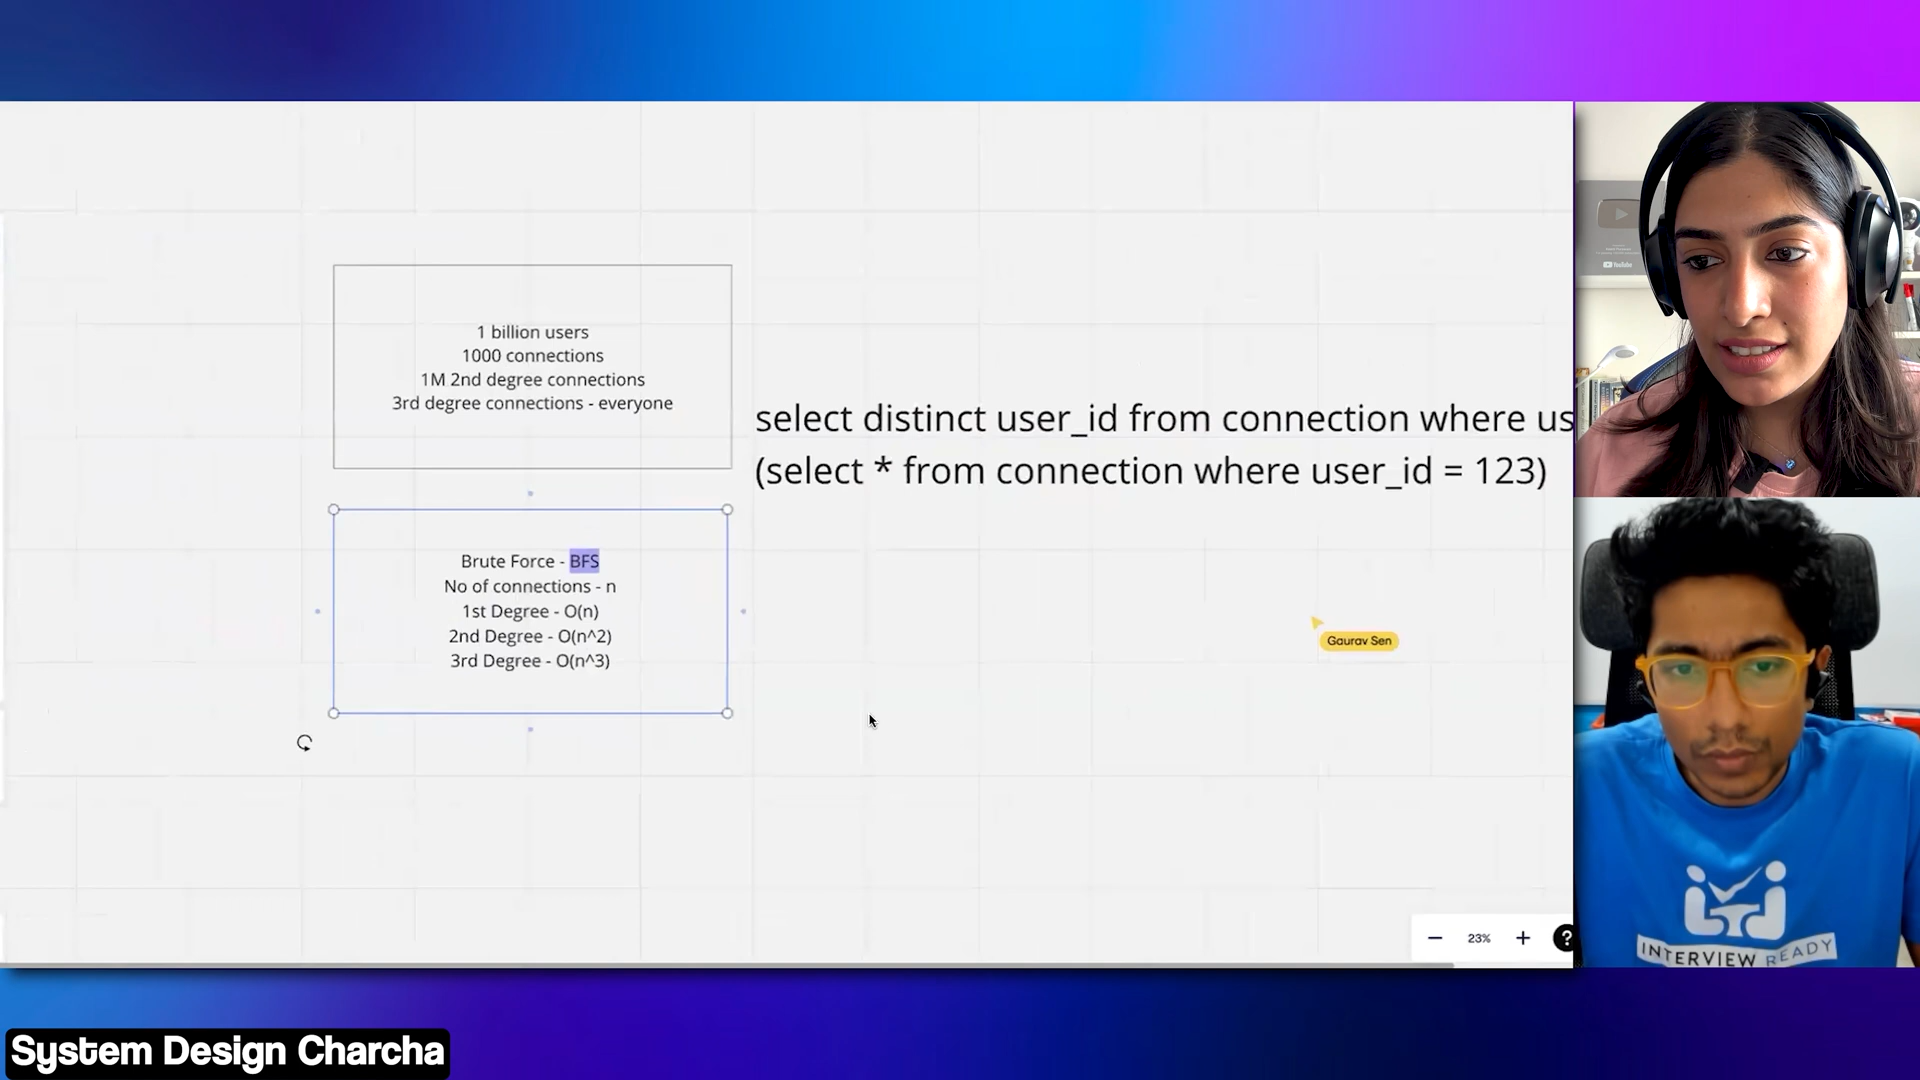 1 billion users
1000 connections
1M 2nd degree connections
3rd degree connections - everyone
select distinct user_id from connection where us
(select * from connection where user_id = 123)
Brute Force - BFS
No of connections - n
1st Degree - O(n)
2nd Degree - O(n^2)
3rd Degree - O(n^3)
Gaurav Sen
23%
?
YouTube
INTERVIEW READY
System Design Charcha